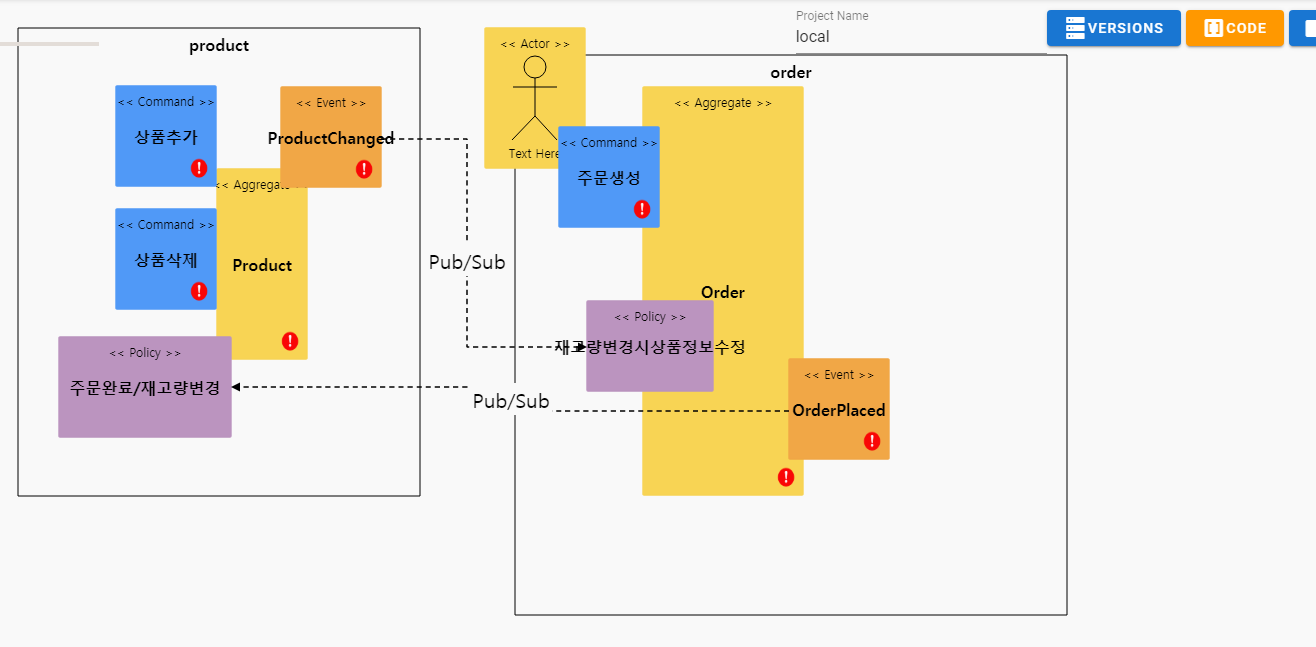 Project Name
local
VERSIONS
CODE
product
<< Command >>
상품추가
<< Event >>
ProductChanged
<< Aggregate
Product
<< Command >>
상품삭제
<< Policy >>
주문완료/재고량변경
Pub/Sub
Pub/Sub
<< Actor >>
Text Here
order
<< Aggregate >>
Order
<< Command >>
주문생성
<< Policy >>
재고량변경시상품정보수정
<< Event >>
OrderPlaced